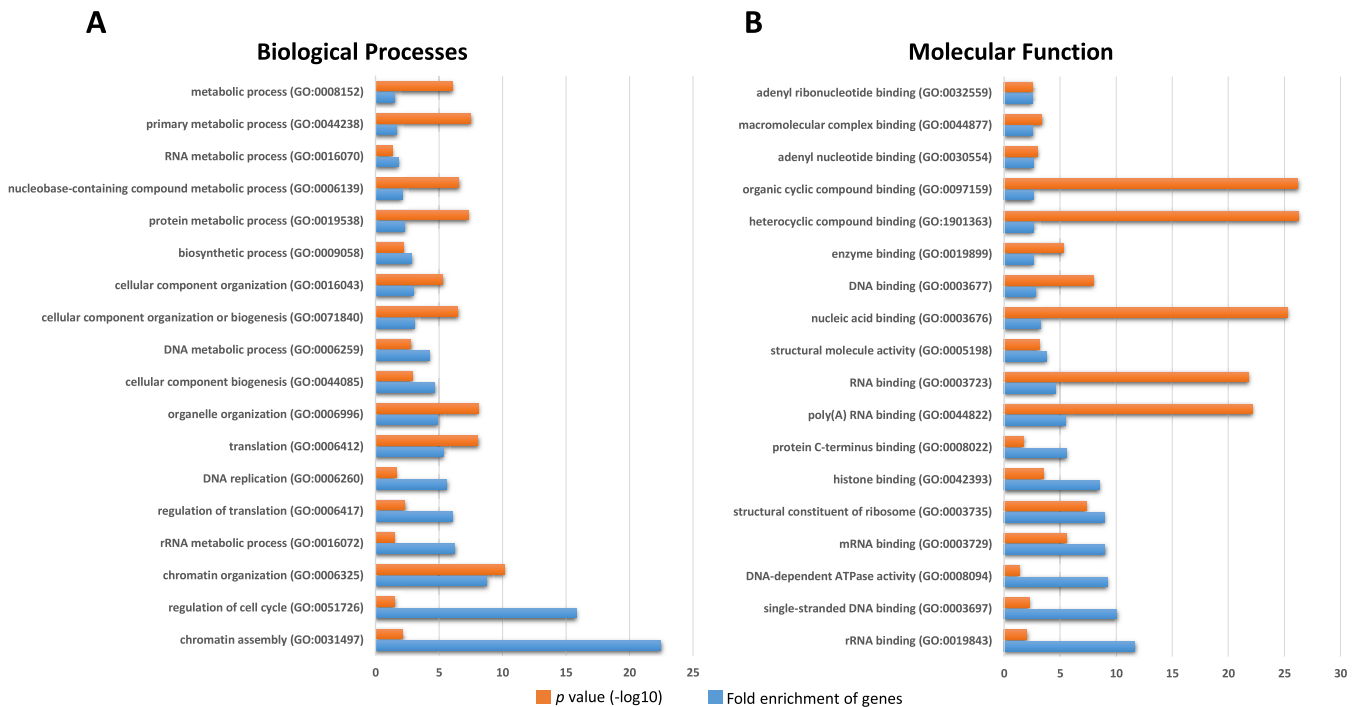 A
Biological Processes
metabolic process (GO:0008152)
primary metabolic process (GO:0044238)
RNA metabolic process (GO:0016070)
nucleobase-containing compound metabolic process (GO:0006139)
protein metabolic process (GO:0019538)
biosynthetic process (GO:0009058)
cellular component organization (GO:0016043)
cellular component organization or biogenesis (GO:0071840)
DNA metabolic process (GO:0006259)
cellular component biogenesis (GO:0044085)
organelle organization (GO:0006996)
translation (GO:0006412)
DNA replication (GO:0006260)
regulation of translation (GO:0006417)
rRNA metabolic process (GO:0016072)
chromatin organization (GO:0006325)
regulation of cell cycle (GO:0051726)
chromatin assembly (GO:0031497)
0 5 10 15 20 25
B
Molecular Function
adenyl ribonucleotide binding (GO:0032559)
macromolecular complex binding (GO:0044877)
adenyl nucleotide binding (GO:0030554)
organic cyclic compound binding (GO:0097159)
heterocyclic compound binding (GO:1901363)
enzyme binding (GO:0019899)
DNA binding (GO:0003677)
nucleic acid binding (GO:0003676)
structural molecule activity (GO:0005198)
RNA binding (GO:0003723)
poly(A) RNA binding (GO:0044822)
protein C-terminus binding (GO:0008022)
histone binding (GO:0042393)
structural constituent of ribosome (GO:0003735)
mRNA binding (GO:0003729)
DNA-dependent ATPase activity (GO:0008094)
single-stranded DNA binding (GO:0003697)
rRNA binding (GO:0019843)
0 5 10 15 20 25 30
p value (-log10)
Fold enrichment of genes